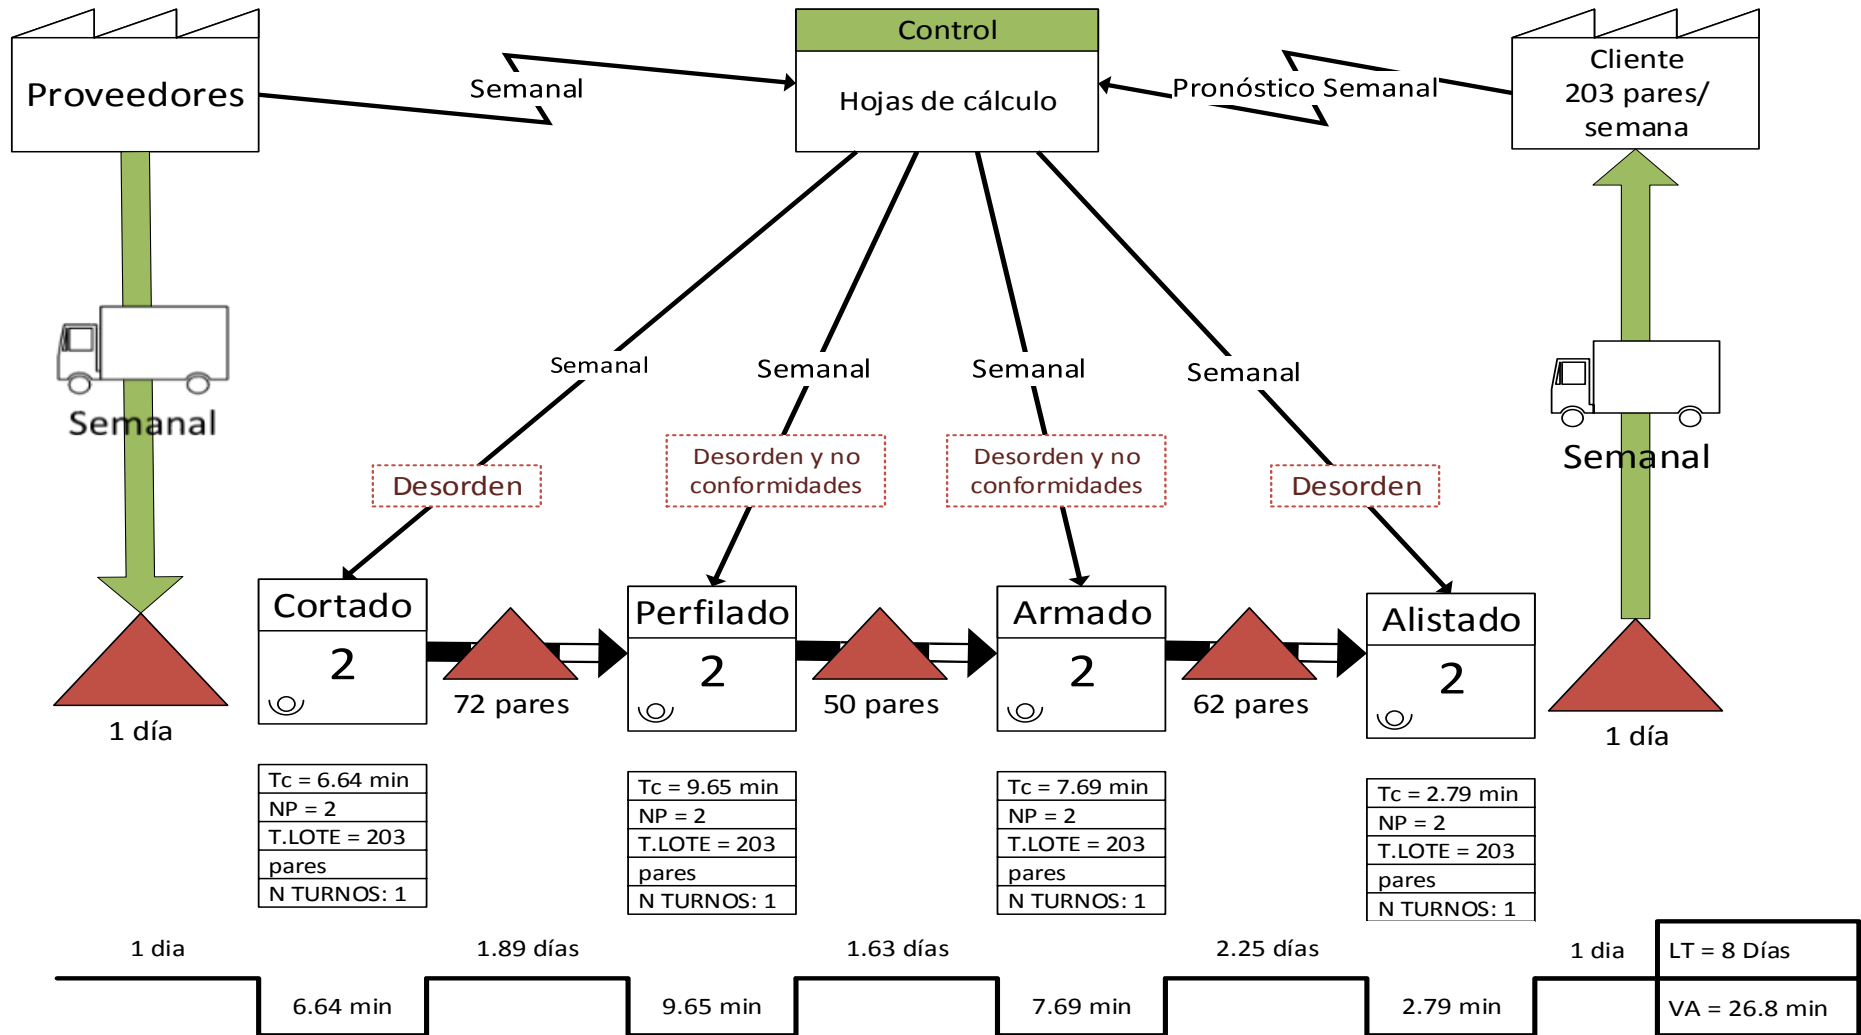 Proveedores
Semanal
Control
Hojas de cálculo
Pronóstico Semanal
Cliente
203 pares/
semana
Semanal
Semanal
Semanal
Semanal
Semanal
Semanal
Desorden
Desorden y no
conformidades
Desorden y no
conformidades
Desorden
1 día
Cortado
2
72 pares
Perfilado
2
50 pares
Armado
2
62 pares
Alistado
2
1 día
Tc = 6.64 min
NP = 2
T.LOTE = 203
pares
N TURNOS: 1
Tc = 9.65 min
NP = 2
T.LOTE = 203
pares
N TURNOS: 1
Tc = 7.69 min
NP = 2
T.LOTE = 203
pares
N TURNOS: 1
Tc = 2.79 min
NP = 2
T.LOTE = 203
pares
N TURNOS: 1
1 dia
6.64 min
1.89 días
9.65 min
1.63 días
7.69 min
2.25 días
2.79 min
1 dia
LT = 8 Días
VA = 26.8 min